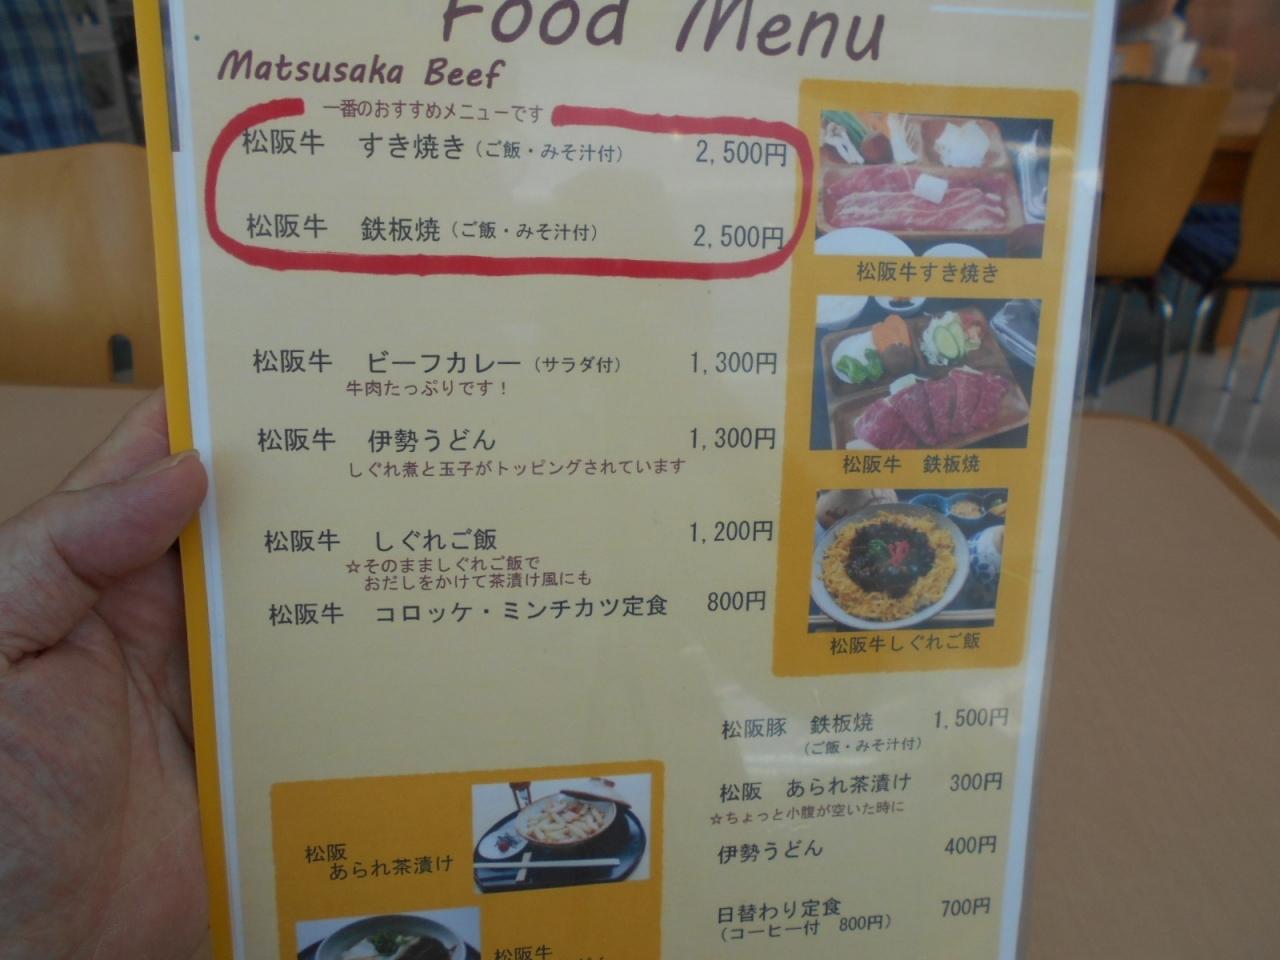 Food Menu
Matsusaka Beef
一番のおすすめメニューです
松阪牛 すき焼き（ご飯・みそ汁付） 2,500円
松阪牛 鉄板焼（ご飯・みそ汁付） 2,500円
松阪牛 ビーフカレー（サラダ付） 1,300円
牛肉たっぷりです！
松阪牛 伊勢うどん 1,300円
しぐれ煮と玉子がトッピングされています
松阪牛 しぐれご飯 1,200円
☆そのまましぐれご飯で
おだしをかけて茶漬け風にも
松阪牛 コロッケ・ミンチカツ定食 800円
松阪牛すき焼き
松阪牛 鉄板焼
松阪牛しぐれご飯
松阪豚 鉄板焼 1,500円
（ご飯・みそ汁付）
松阪 あられ茶漬け 300円
☆ちょっと小腹が空いた時に
伊勢うどん 400円
日替わり定食 700円
（コーヒー付 800円）
松阪
あられ茶漬け
松阪牛